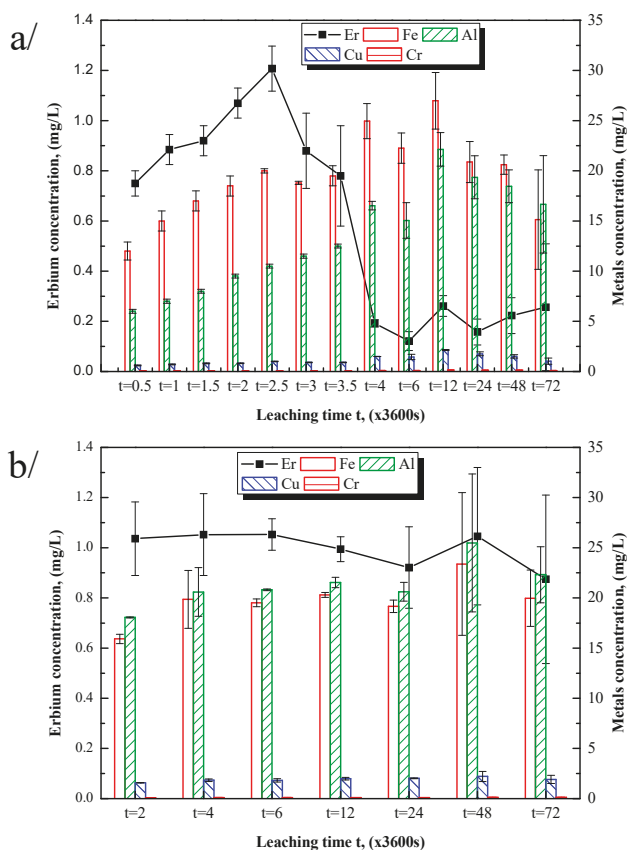 a/
Er Fe Al
Cu Cr
1.4
1.2
1.0
0.8
0.6
0.4
0.2
0.0
Erbium concentration, (mg/L)
35
30
25
20
15
10
5
0
Metals concentration, (mg/L)
t=0.5 t=1 t=1.5 t=2 t=2.5 t=3 t=3.5 t=4 t=6 t=12 t=24 t=48 t=72
Leaching time t, (x3600s)
b/
Er Fe Al
Cu Cr
1.4
1.2
1.0
0.8
0.6
0.4
0.2
0.0
Erbium concentration, (mg/L)
35
30
25
20
15
10
5
0
Metals concentration, (mg/L)
t=2 t=4 t=6 t=12 t=24 t=48 t=72
Leaching time t, (x3600s)